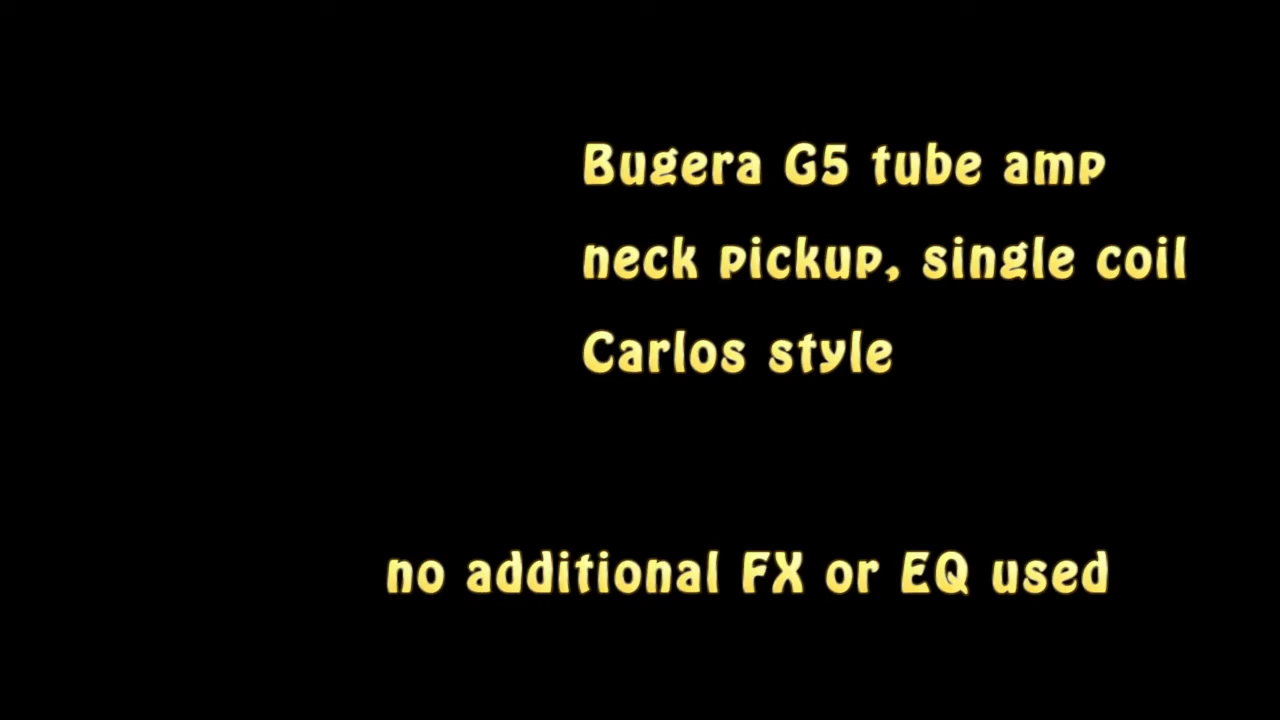 Bugera G5 tube amp
neck pickup, single coil
Carlos style
no additional FX or EQ used